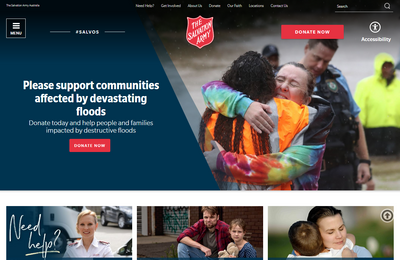 The Salvation Army Australia
Need Help? Get Involved About Us Donate Our Faith Locations Contact Us
Search
MENU
#SALVOS
THE
SALVATION
ARMY
DONATE NOW
Accessibility
Please support communities
affected by devastating
floods
Donate today and help people and families
impacted by destructive floods
DONATE NOW
Need
help?